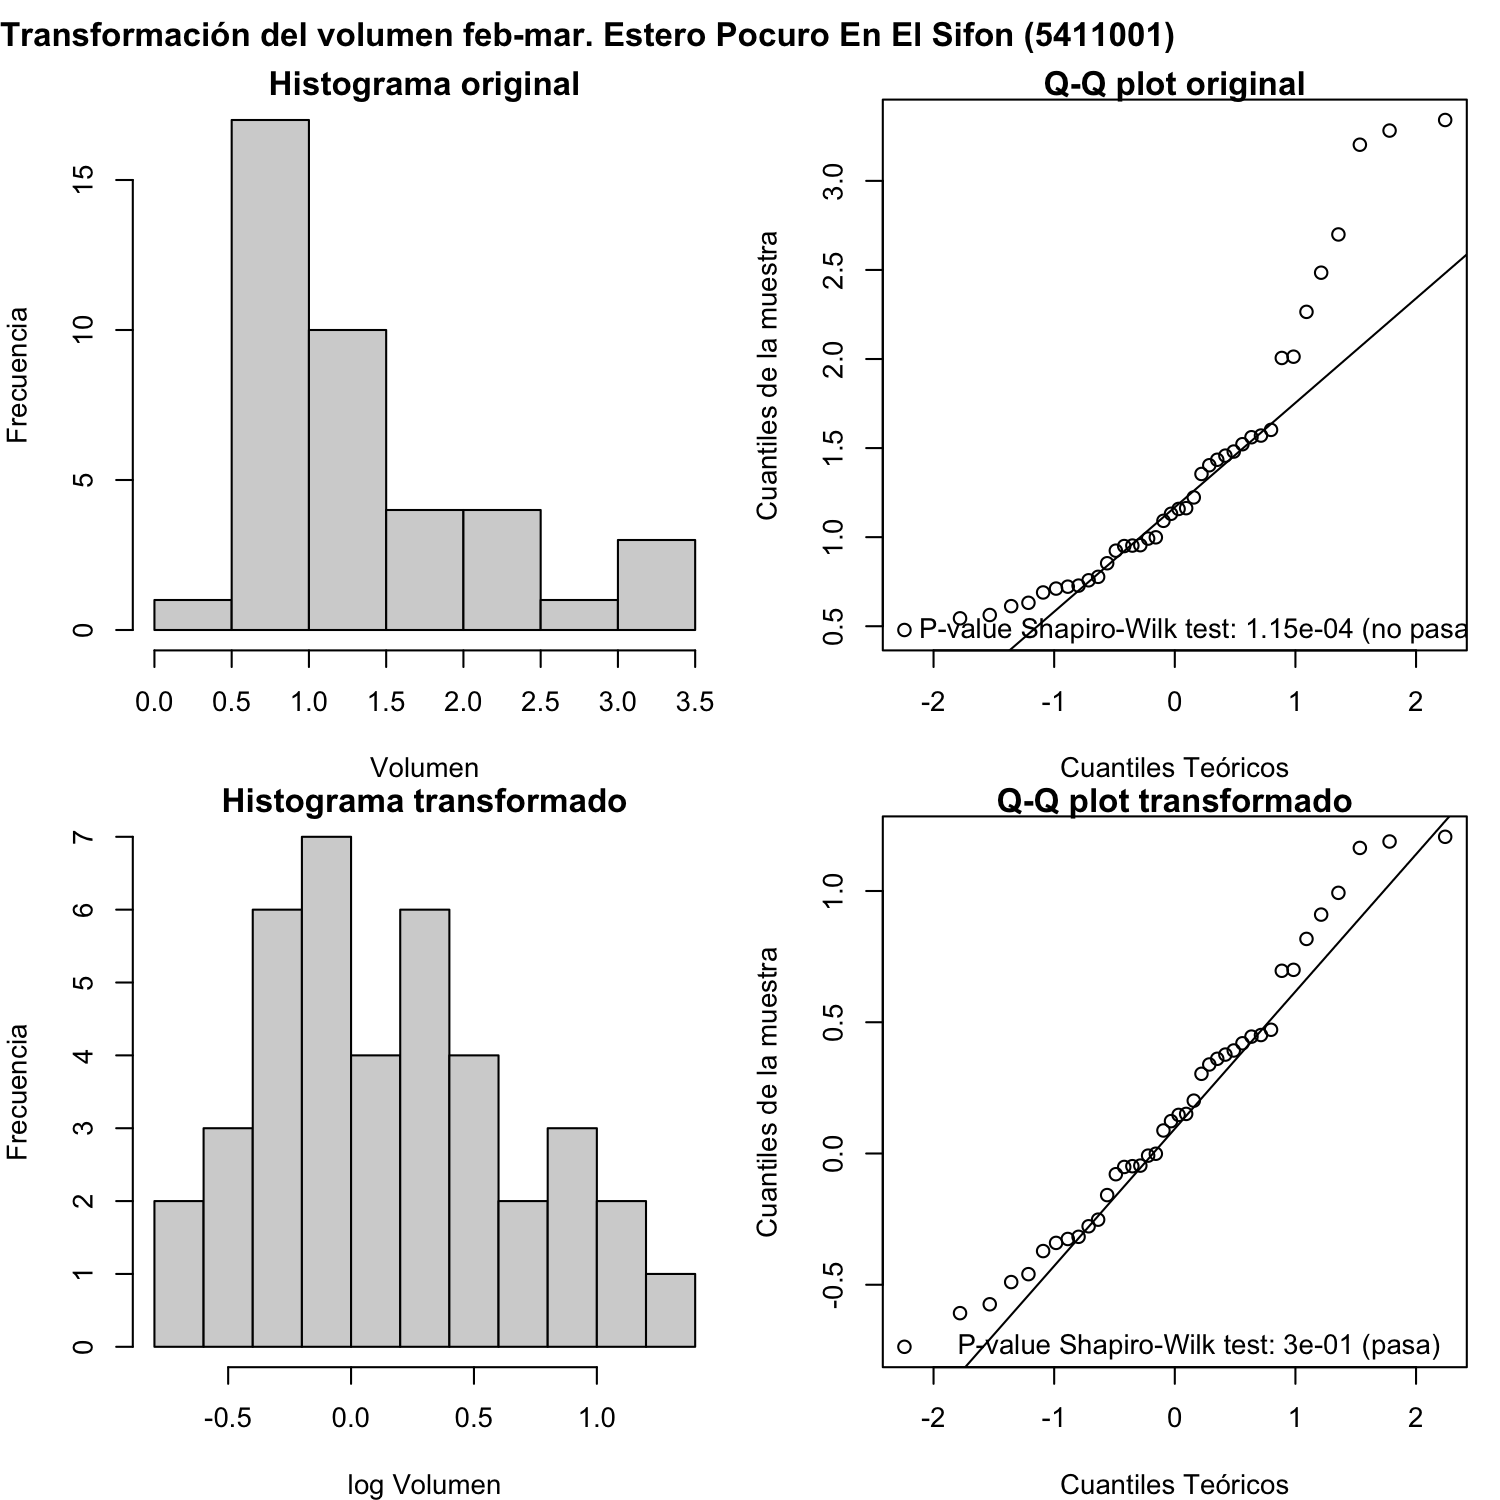 Transformación del volumen feb-mar. Estero Pocuro En El Sifon (5411001)
Histograma original
Frecuencia
0 5 10 15
0.0 0.5 1.0 1.5 2.0 2.5 3.0 3.5
Volumen
Q-Q plot original
Cuantiles de la muestra
0.5 1.0 1.5 2.0 2.5 3.0
P-value Shapiro-Wilk test: 1.15e-04 (no pasa
-2 -1 0 1 2
Cuantiles Teóricos
Histograma transformado
Frecuencia
0 1 2 3 4 5 6 7
-0.5 0.0 0.5 1.0
log Volumen
Q-Q plot transformado
Cuantiles de la muestra
-0.5 0.0 0.5 1.0
P-value Shapiro-Wilk test: 3e-01 (pasa)
-2 -1 0 1 2
Cuantiles Teóricos